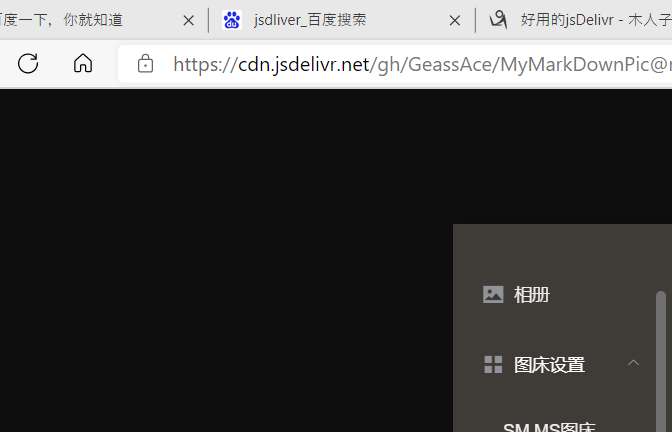 百度一下，你就知道
jsdliver_百度搜索
好用的jsDelivr - 木人子
https://cdn.jsdelivr.net/gh/GeassAce/MyMarkDownPic@
相册
图床设置
SM.MS图床